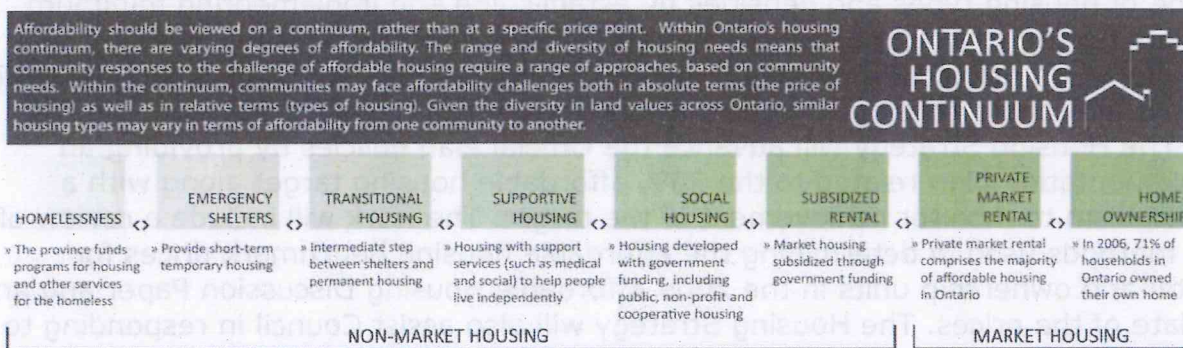 Affordability should be viewed on a continuum, rather than at a specific price point. Within Ontario's housing
continuum, there are varying degrees of affordability. The range and diversity of housing needs means that
community responses to the challenge of affordable housing require a range of approaches, based on community
needs. Within the continuum, communities may face affordability challenges both in absolute terms (the price of
housing) as well as in relative terms (types of housing). Given the diversity in land values across Ontario, similar
housing types may vary in terms of affordability from one community to another.
ONTARIO'S
HOUSING
CONTINUUM
HOMELESSNESS
» The province funds
programs for housing
and other services
for the homeless
<>
EMERGENCY
SHELTERS
» Provide short-term
temporary housing
<>
TRANSITIONAL
HOUSING
» Intermediate step
between shelters and
permanent housing
<>
SUPPORTIVE
HOUSING
» Housing with support
services (such as medical
and social) to help people
live independently
<>
SOCIAL
HOUSING
» Housing developed
with government
funding, including
public, non-profit and
cooperative housing
<>
SUBSIDIZED
RENTAL
» Market housing
subsidized through
government funding
<>
PRIVATE
MARKET
RENTAL
» Private market rental
comprises the majority
of affordable housing
in Ontario
<>
HOME
OWNERSHIP
» In 2006, 71% of
households in
Ontario owned
their own home
NON-MARKET HOUSING
MARKET HOUSING